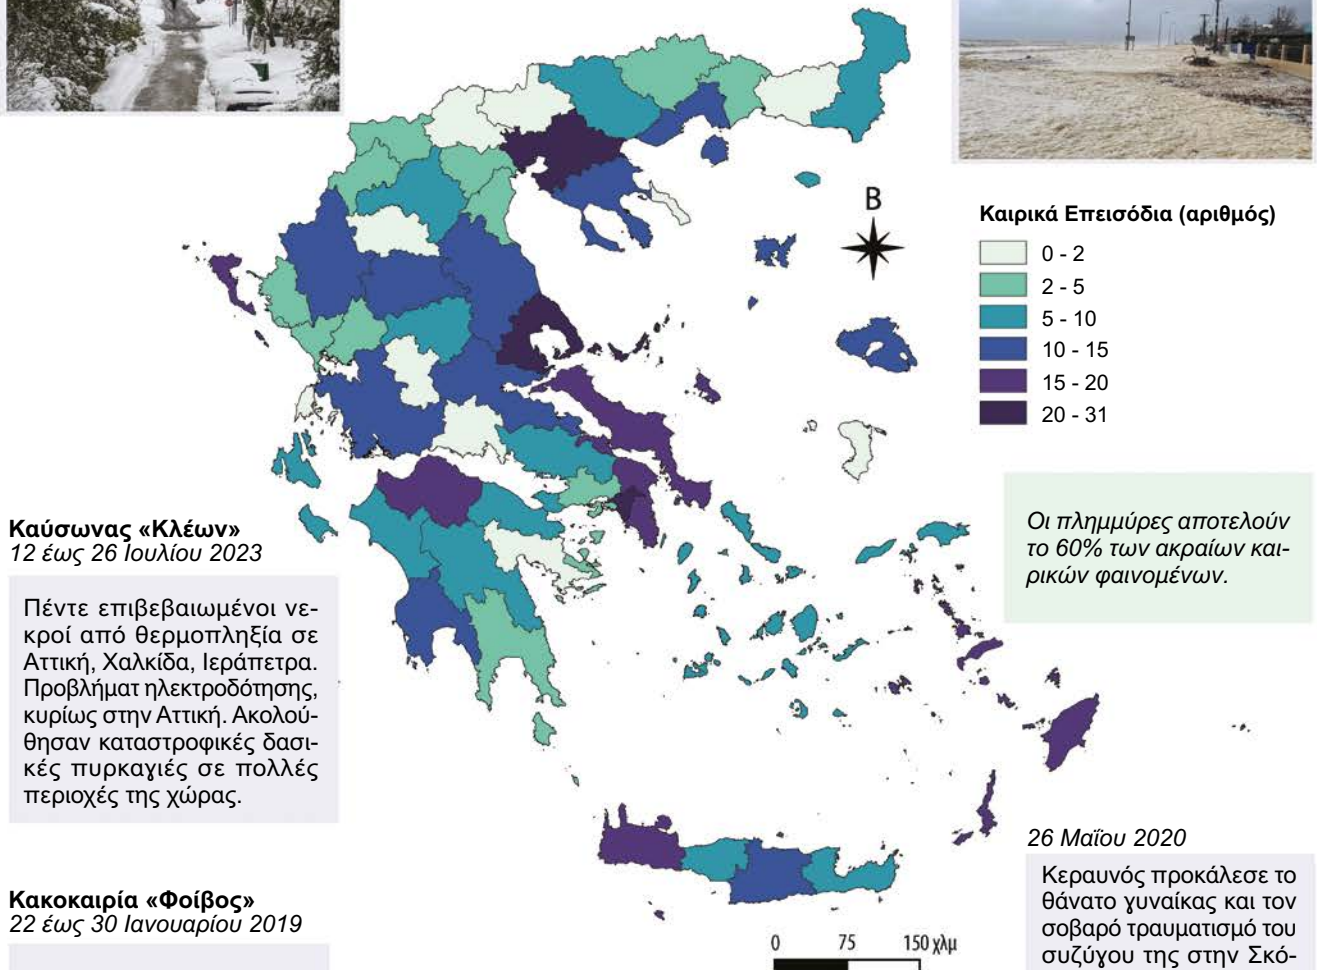 Β
Καιρικά Επεισόδια (αριθμός)
0 - 2
2 - 5
5 - 10
10 - 15
15 - 20
20 - 31
Οι πλημμύρες αποτελούν
το 60% των ακραίων και-
ρικών φαινομένων.
Καύσωνας «Κλέων»
12 έως 26 Ιουλίου 2023
Πέντε επιβεβαιωμένοι νε-
κροί από θερμοπληξία σε
Αττική, Χαλκίδα, Ιεράπετρα.
Προβλήματ ηλεκτροδότησης,
κυρίως στην Αττική. Ακολού-
θησαν καταστροφικές δασι-
κές πυρκαγιές σε πολλές
περιοχές της χώρας.
Κακοκαιρία «Φοίβος»
22 έως 30 Ιανουαρίου 2019
26 Μαΐου 2020
Κεραυνός προκάλεσε το
θάνατο γυναίκας και τον
σοβαρό τραυματισμό του
συζύγου της στην Σκό-
0 75 150 χλμ